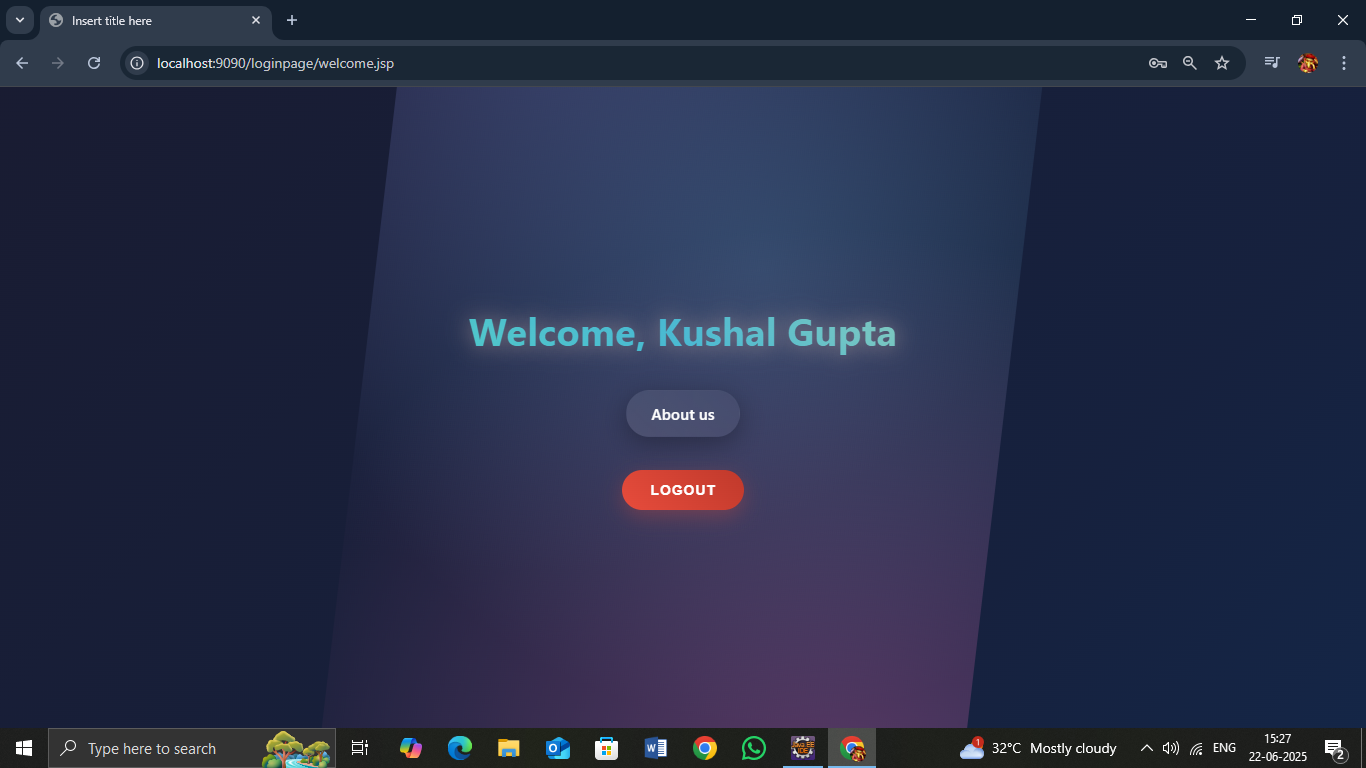 Insert title here
localhost:9090/loginpage/welcome.jsp
Welcome, Kushal Gupta
About us
LOGOUT
Type here to search
1
32°C Mostly cloudy
ENG
15:27
22-06-2025
2